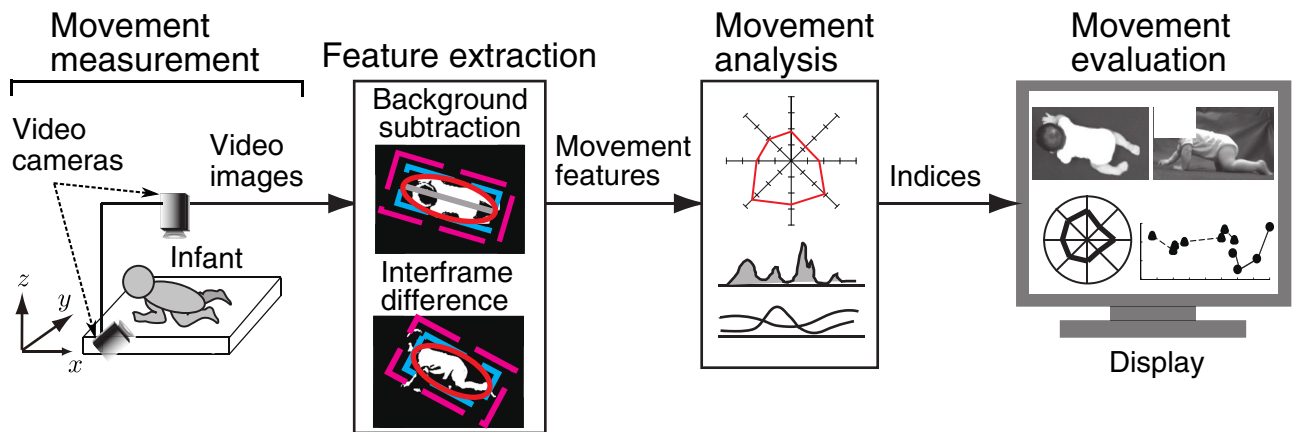 Movement
measurement
Video
cameras
Video
images
Infant
z
y
x
Feature extraction
Background
subtraction
Interframe
difference
Movement
features
Movement
analysis
Indices
Movement
evaluation
Display